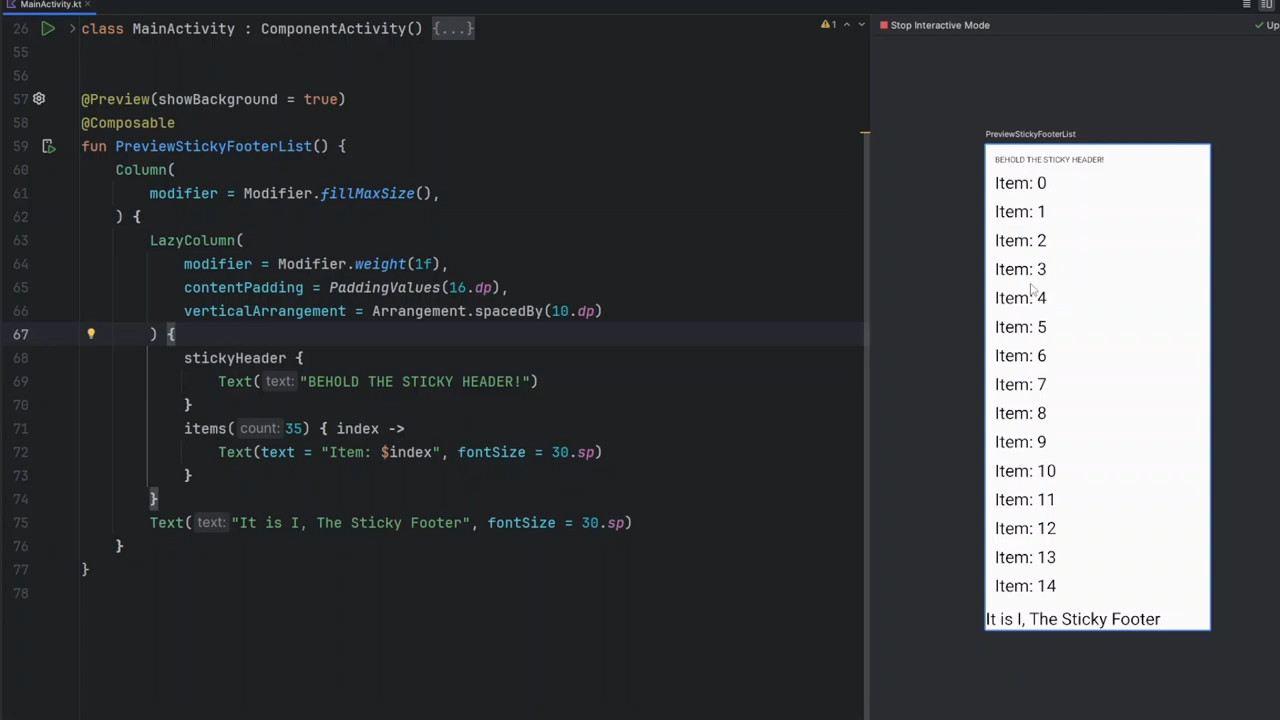 MainActivity.kt ×
26 class MainActivity : ComponentActivity() {...}
1
55
56
57 @Preview(showBackground = true)
58 @Composable
59 fun PreviewStickyFooterList() {
60 Column(
61 modifier = Modifier.fillMaxSize(),
62 ) {
63 LazyColumn(
64 modifier = Modifier.weight(1f),
65 contentPadding = PaddingValues(16.dp),
66 verticalArrangement = Arrangement.spacedBy(10.dp)
67 ) {
68 stickyHeader {
69 Text( text: "BEHOLD THE STICKY HEADER!")
70 }
71 items( count: 35) { index ->
72 Text(text = "Item: $index", fontSize = 30.sp)
73 }
74 }
75 Text( text: "It is I, The Sticky Footer", fontSize = 30.sp)
76 }
77 }
78
Stop Interactive Mode
Up
PreviewStickyFooterList
BEHOLD THE STICKY HEADER!
Item: 0
Item: 1
Item: 2
Item: 3
Item: 4
Item: 5
Item: 6
Item: 7
Item: 8
Item: 9
Item: 10
Item: 11
Item: 12
Item: 13
Item: 14
It is I, The Sticky Footer